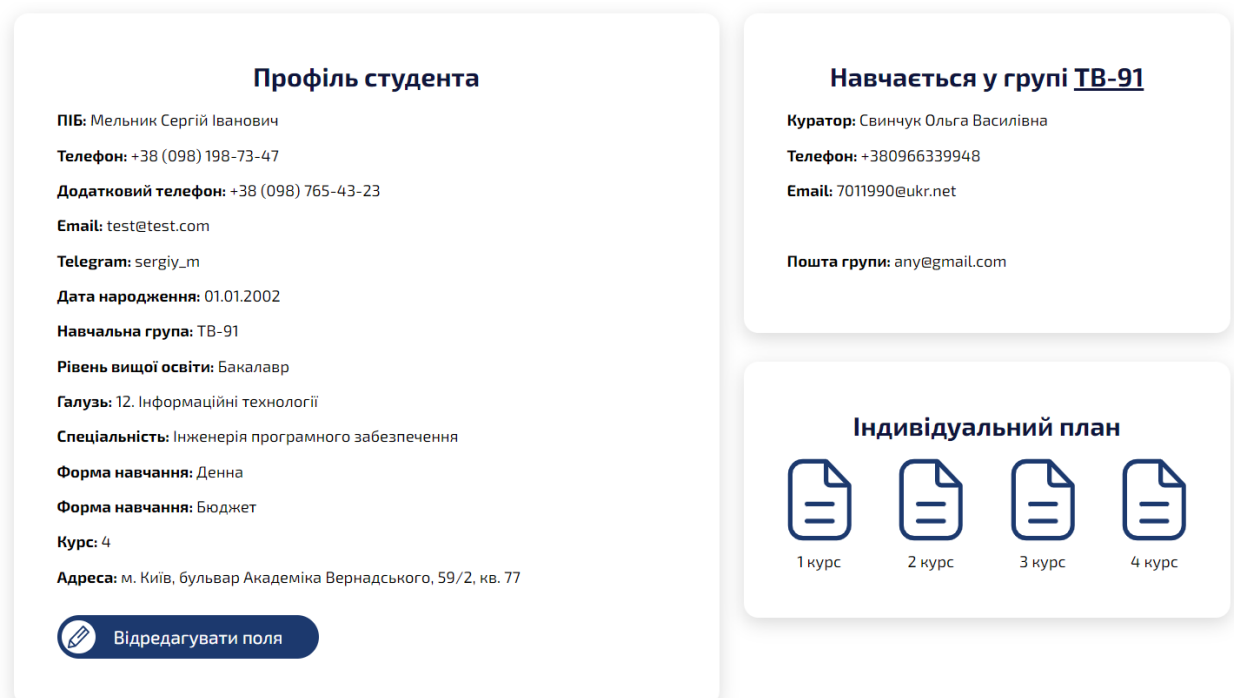 Профіль студента
ПІБ: Мельник Сергій Іванович
Телефон: +38 (098) 198-73-47
Додатковий телефон: +38 (098) 765-43-23
Email: test@test.com
Telegram: sergiy_m
Дата народження: 01.01.2002
Навчальна група: ТВ-91
Рівень вищої освіти: Бакалавр
Галузь: 12. Інформаційні технології
Спеціальність: Інженерія програмного забезпечення
Форма навчання: Денна
Форма навчання: Бюджет
Курс: 4
Адреса: м. Київ, бульвар Академіка Вернадського, 59/2, кв. 77
Відредагувати поля
Навчається у групі ТВ-91
Куратор: Свинчук Ольга Василівна
Телефон: +380966339948
Email: 7011990@ukr.net
Пошта групи: any@gmail.com
Індивідуальний план
1 курс
2 курс
3 курс
4 курс